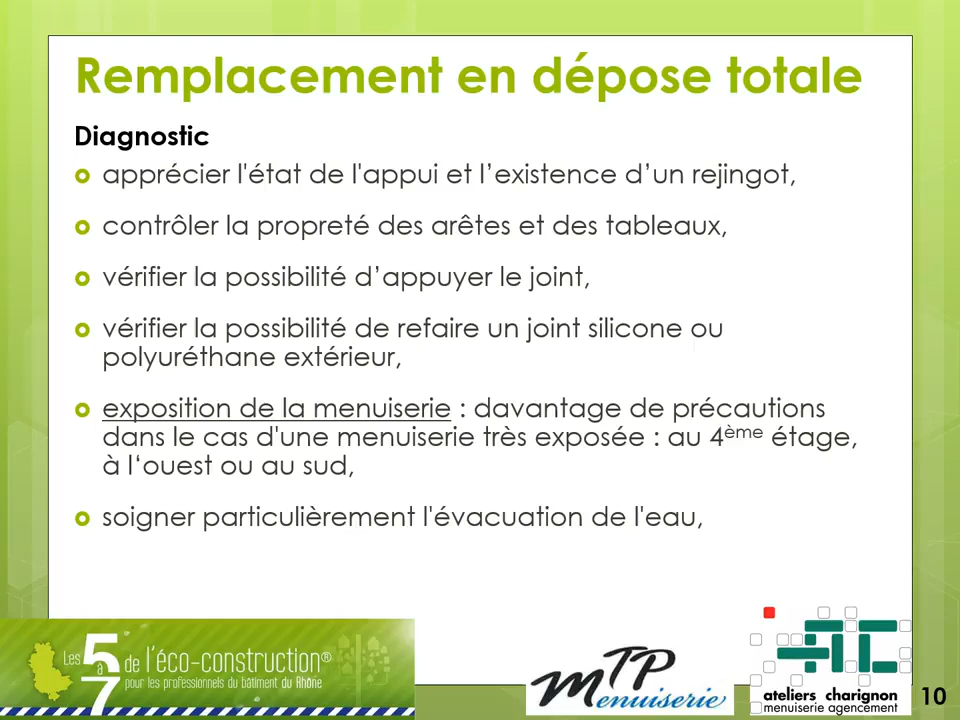 Remplacement en dépose totale
Diagnostic
apprécier l'état de l'appui et l’existence d’un rejingot,
contrôler la propreté des arêtes et des tableaux,
vérifier la possibilité d’appuyer le joint,
vérifier la possibilité de refaire un joint silicone ou
polyuréthane extérieur,
exposition de la menuiserie : davantage de précautions
dans le cas d'une menuiserie très exposée : au 4ème étage,
à l‘ouest ou au sud,
soigner particulièrement l'évacuation de l'eau,
Les 5 à 7 de l'éco-construction®
pour les professionnels du bâtiment du Rhône
MTP
Menuiserie
AC
ateliers charignon
menuiserie agencement
10